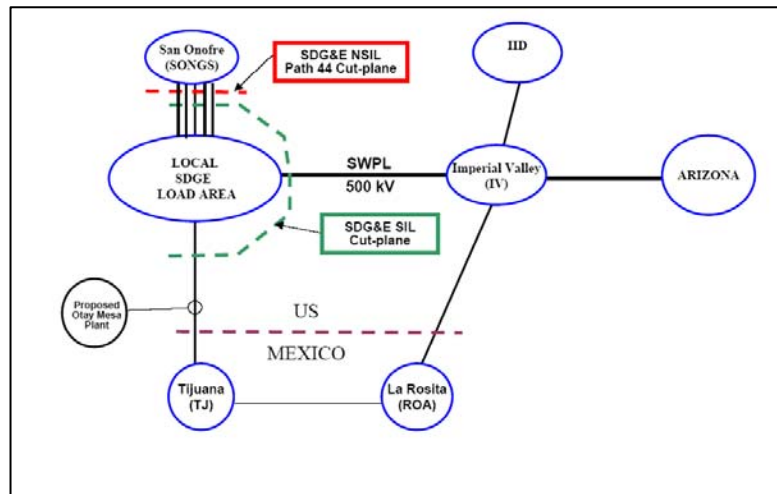 San Onofre
(SONGS)
SDG&E NSIL
Path 44 Cut-plane
IID
LOCAL
SDGE
LOAD AREA
SWPL
500 kV
Imperial Valley
(IV)
ARIZONA
SDG&E SIL
Cut-plane
Proposed
Otay Mesa
Plant
US
MEXICO
Tijuana
(TJ)
La Rosita
(ROA)